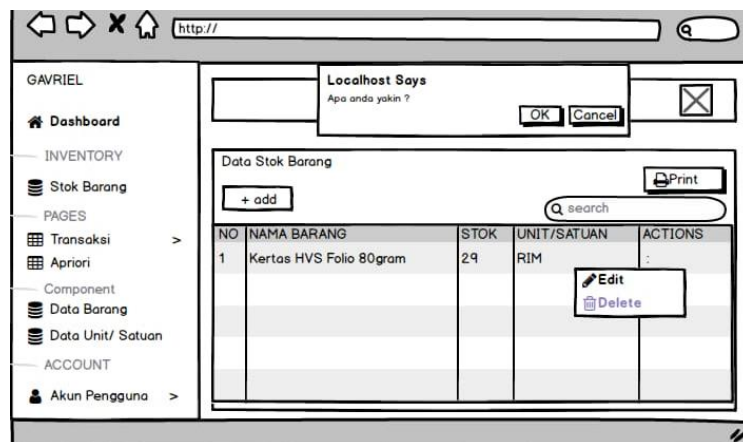 http://
GAVRIEL
Dashboard
INVENTORY
Stok Barang
PAGES
Transaksi >
Apriori
Component
Data Barang
Data Unit/ Satuan
ACCOUNT
Akun Pengguna >
Localhost Says
Apa anda yakin ?
OK Cancel
Data Stok Barang
Print
+ add
search
NO NAMA BARANG STOK UNIT/SATUAN ACTIONS
1 Kertas HVS Folio 80gram 29 RIM :
Edit
Delete